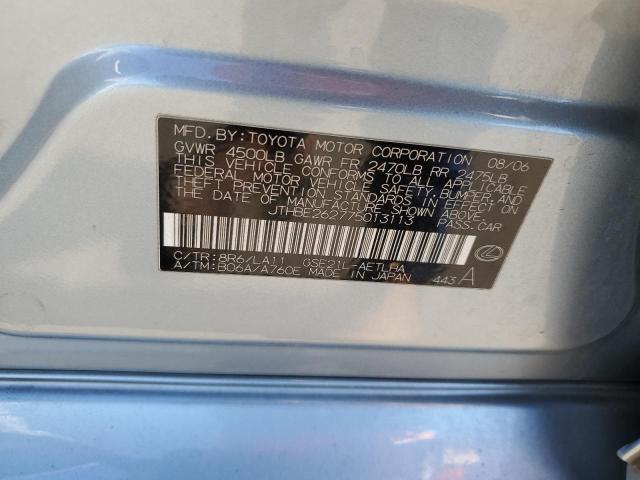 MFD. BY: TOYOTA MOTOR CORPORATION 08/06
GVWR 4500LB GAWR FR 2470LB RR 2475LB
THIS VEHICLE CONFORMS TO ALL APPLICABLE
FEDERAL MOTOR VEHICLE SAFETY, BUMPER, AND
THEFT PREVENTION STANDARDS IN EFFECT ON
THE DATE OF MANUFACTURE SHOWN ABOVE.
JTHBE262775013113 PASS.CAR
C/TR: 8R6/LA11 GSE21L-AETLHA
A/TM: B06A/A760E MADE IN JAPAN 443 A